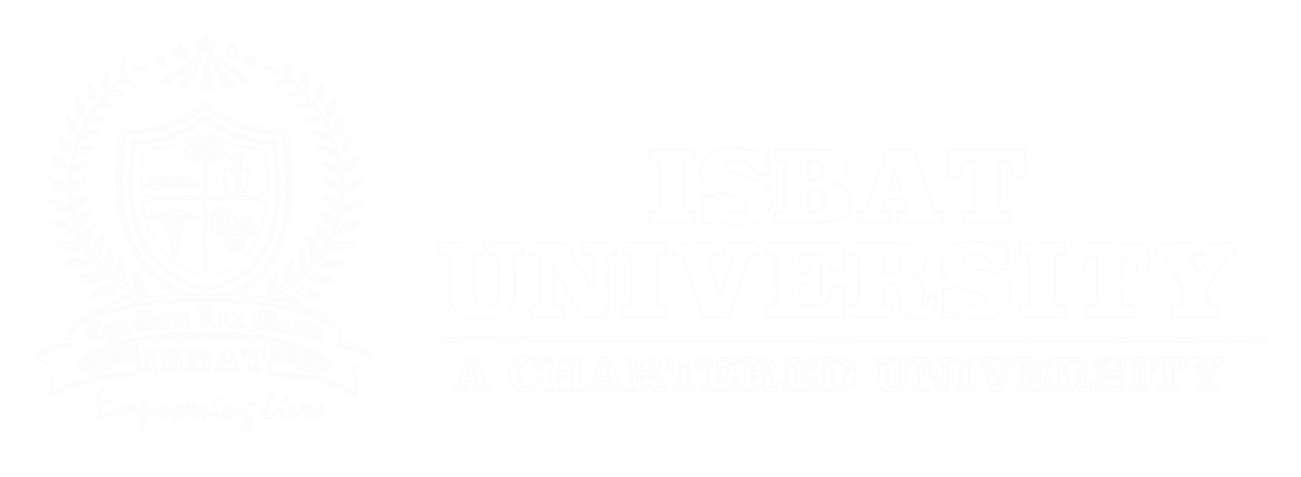 ISBAT
ISBAT
UNIVERSITY
A CHARTERED UNIVERSITY
Empowering Lives